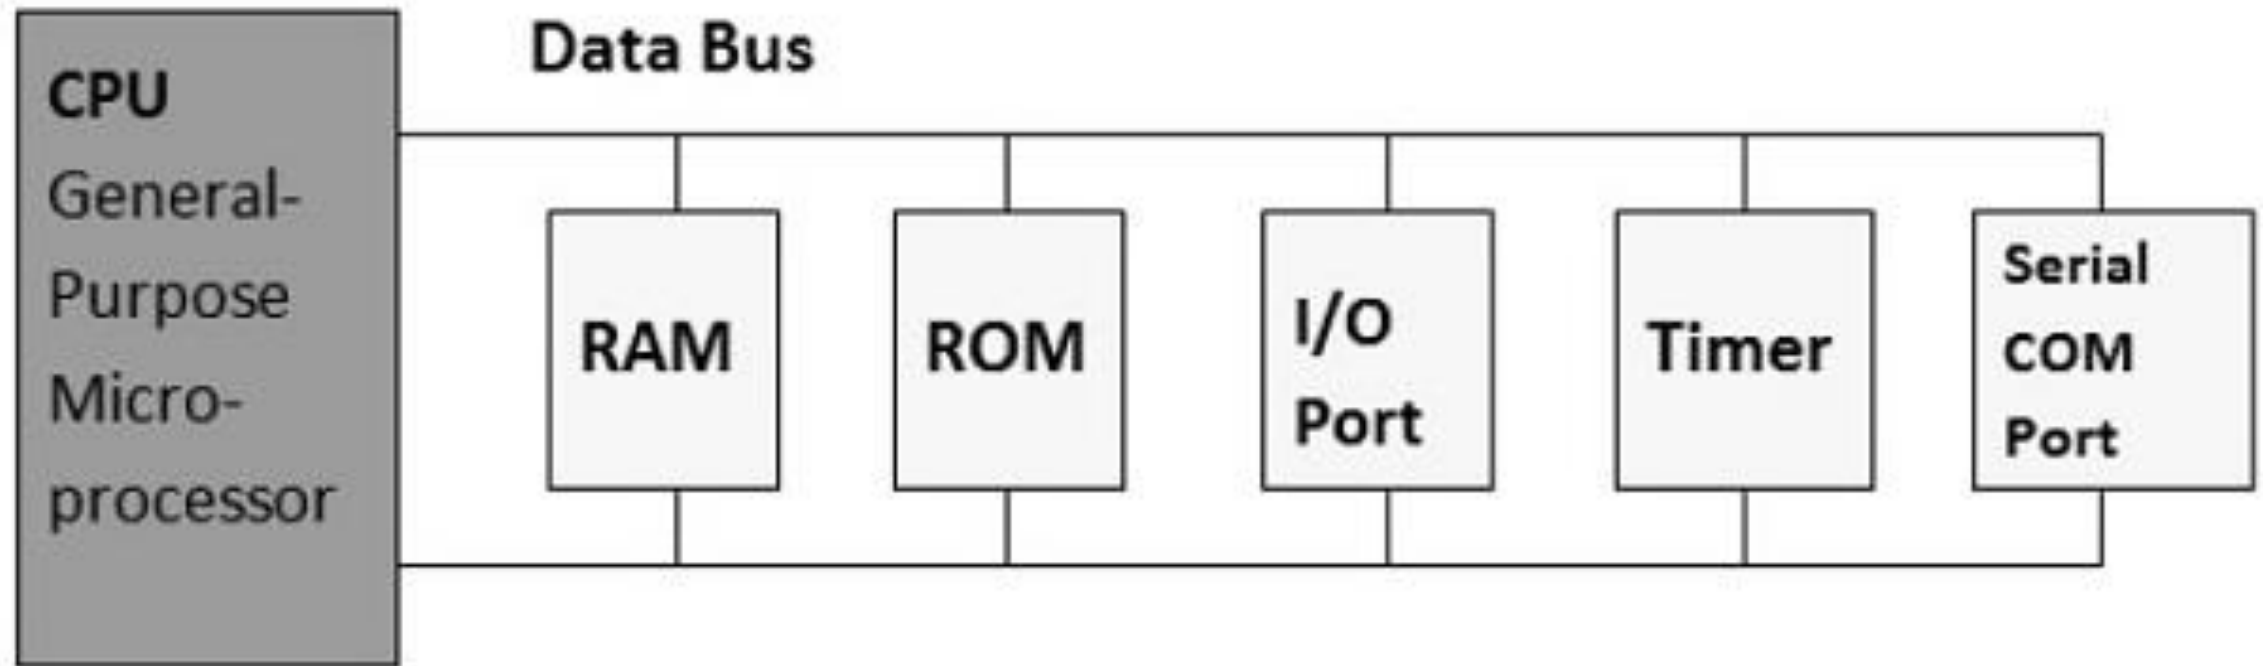 CPU
General-
Purpose
Micro-
processor
Data Bus
RAM
ROM
I/O
Port
Timer
Serial
COM
Port